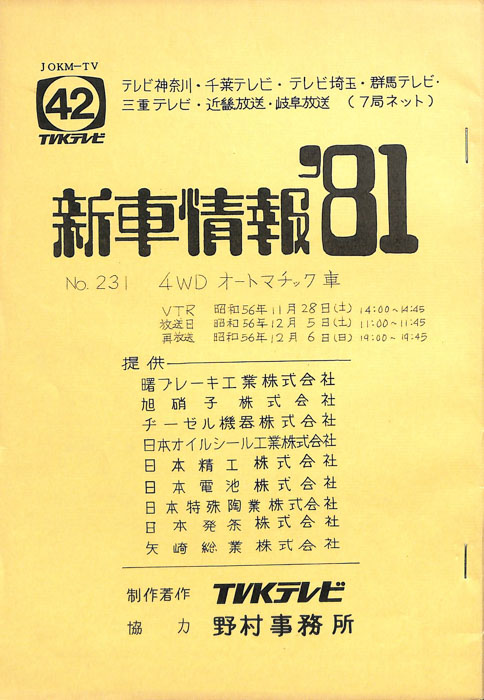 JOKM-TV
42
TVKテレビ
テレビ神奈川・千葉テレビ・テレビ埼玉・群馬テレビ・
三重テレビ・近畿放送・岐阜放送 (7局ネット)
新車情報'81
No.231 4WD オートマチック車
VTR 昭和56年11月28日(土) 14:00~14:45
放送日 昭和56年12月5日(土) 11:00~11:45
再放送 昭和56年12月6日(日) 19:00~19:45
提供
曙ブレーキ工業株式会社
旭硝子株式会社
ヂーゼル機器株式会社
日本オイルシール工業株式会社
日本精工株式会社
日本電池株式会社
日本特殊陶業株式会社
日本発条株式会社
矢崎総業株式会社
制作著作 TVKテレビ
協力 野村事務所